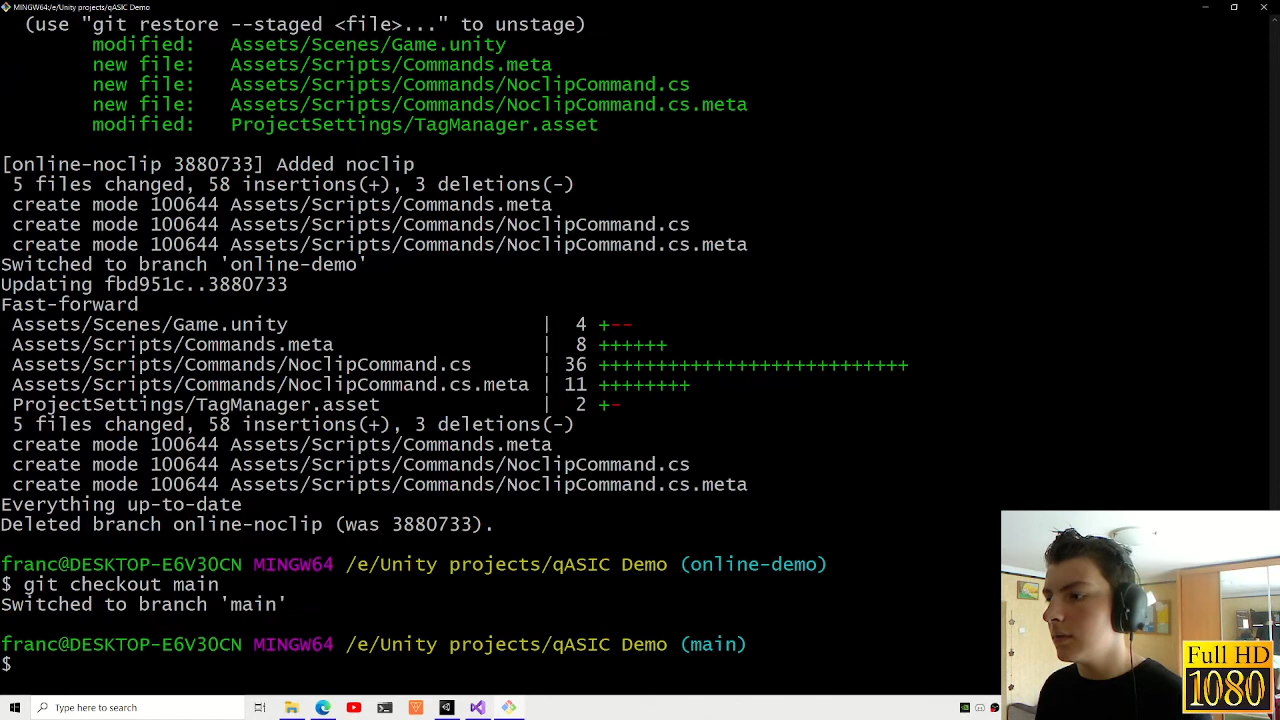 MINGW64:/e/Unity projects/qASIC Demo
(use "git restore --staged <file>..." to unstage)
modified:   Assets/Scenes/Game.unity
new file:   Assets/Scripts/Commands.meta
new file:   Assets/Scripts/Commands/NoclipCommand.cs
new file:   Assets/Scripts/Commands/NoclipCommand.cs.meta
modified:   ProjectSettings/TagManager.asset
[online-noclip 3880733] Added noclip
5 files changed, 58 insertions(+), 3 deletions(-)
create mode 100644 Assets/Scripts/Commands.meta
create mode 100644 Assets/Scripts/Commands/NoclipCommand.cs
create mode 100644 Assets/Scripts/Commands/NoclipCommand.cs.meta
Switched to branch 'online-demo'
Updating fbd951c..3880733
Fast-forward
Assets/Scenes/Game.unity                      |  4 +--
Assets/Scripts/Commands.meta                  |  8 ++++++
Assets/Scripts/Commands/NoclipCommand.cs      | 36 +++++++++++++++++++++++++++
Assets/Scripts/Commands/NoclipCommand.cs.meta | 11 ++++++++
ProjectSettings/TagManager.asset              |  2 +-
5 files changed, 58 insertions(+), 3 deletions(-)
create mode 100644 Assets/Scripts/Commands.meta
create mode 100644 Assets/Scripts/Commands/NoclipCommand.cs
create mode 100644 Assets/Scripts/Commands/NoclipCommand.cs.meta
Everything up-to-date
Deleted branch online-noclip (was 3880733).
franc@DESKTOP-E6V3OCN MINGW64 /e/Unity projects/qASIC Demo (online-demo)
$ git checkout main
Switched to branch 'main'
franc@DESKTOP-E6V3OCN MINGW64 /e/Unity projects/qASIC Demo (main)
$
Full HD
1080
Type here to search